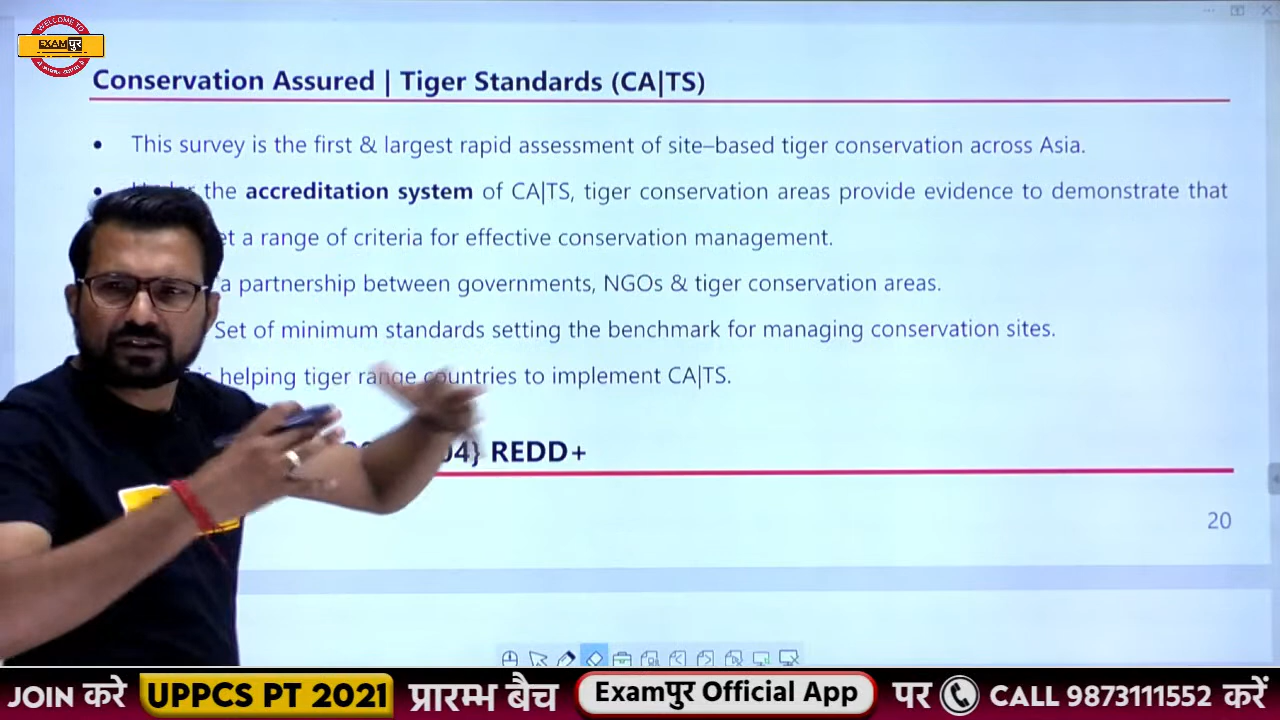 WELCOME TO
EXAMपुर
Conservation Assured | Tiger Standards (CA|TS)
• This survey is the first & largest rapid assessment of site–based tiger conservation across Asia.
• the accreditation system of CA|TS, tiger conservation areas provide evidence to demonstrate that
a range of criteria for effective conservation management.
a partnership between governments, NGOs & tiger conservation areas.
Set of minimum standards setting the benchmark for managing conservation sites.
helping tiger range countries to implement CA|TS.
04} REDD+
20
JOIN करे UPPCS PT 2021 प्रारम्भ बैच Examपुर Official App पर CALL 9873111552 करें